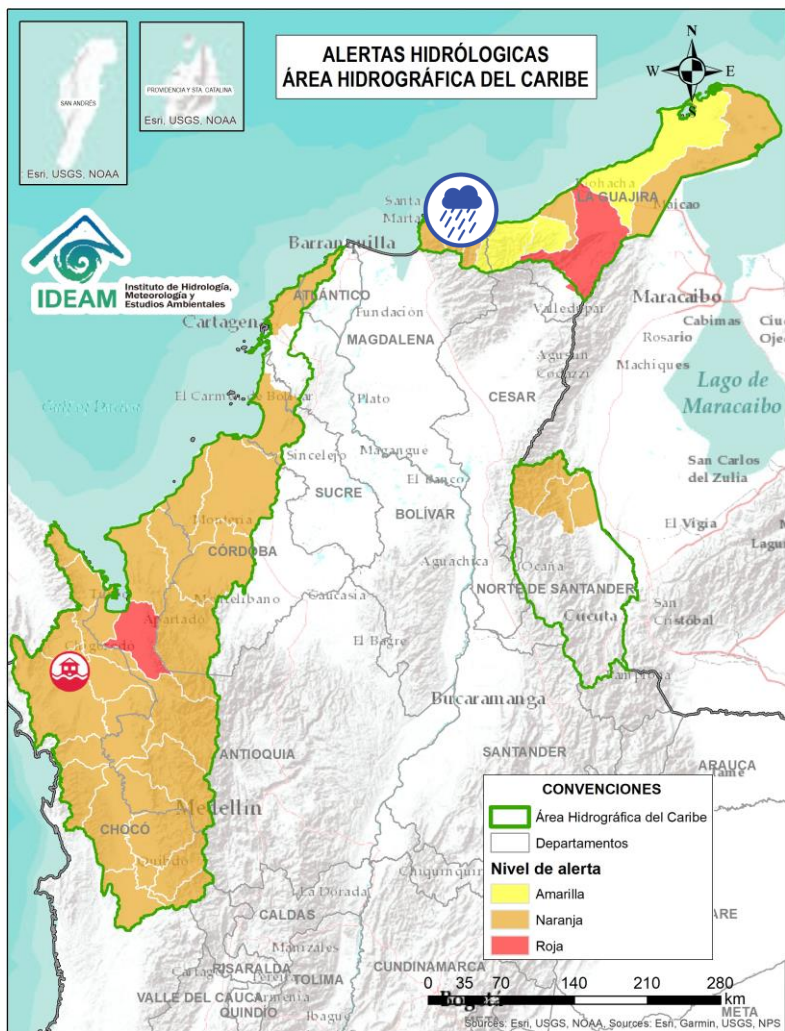 ALERTAS HIDRÓLOGICAS
ÁREA HIDROGRÁFICA DEL CARIBE
SAN ANDRÉS
Esri, USGS, NOAA
PROVIDENCIA Y STA. CATALINA
Esri, USGS, NOAA
N
W
E
S
IDEAM
Instituto de Hidrología,
Meteorología y
Estudios Ambientales
Santa
Marta
Riohacha
LA GUAJIRA
Maicao
Barranquilla
ATLÁNTICO
Cartagen
Fundación
MAGDALENA
Valledupar
Maracaibo
Cabimas
Rosario
Machiques
Agustín
Codazzi
CESAR
Lago de
Maracaibo
El Carmen de Bolívar
Plato
Sincelejo
Magangue
El Banco
SUCRE
BOLÍVAR
San Carlos
del Zulia
El Vigía
Montería
CÓRDOBA
Aguachica
Ocaña
NORTE DE SANTANDER
Cúcuta
San
Cristóbal
Caucasia
Apartadó
El Bagre
Pamplona
Bucaramanga
ANTIOQUIA
SANTANDER
ARAUCA
Medellín
CHOCÓ
Quibdó
La Dorada
CALDAS
Manizales
RISARALDA
TOLIMA
CUNDINAMARCA
VALLE DEL CAUCA
Armenia
QUINDÍO
Ibagué
META
CONVENCIONES
Área Hidrográfica del Caribe
Departamentos
Nivel de alerta
Amarilla
Naranja
Roja
0 35 70 140 210 280
km
Sources: Esri, USGS, NOAA, Sources: Esri, Garmin, USGS, NPS